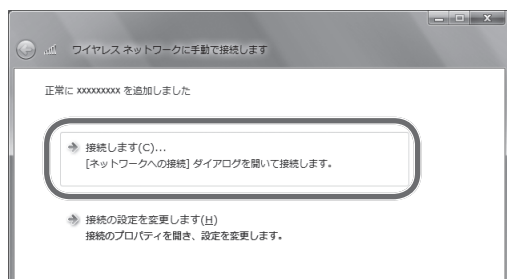 ワイヤレス ネットワークに手動で接続します
正常に xxxxxxxxx を追加しました
接続します(C)...
[ネットワークへの接続] ダイアログを開いて接続します。
接続の設定を変更します(H)
接続のプロパティを開き、設定を変更します。